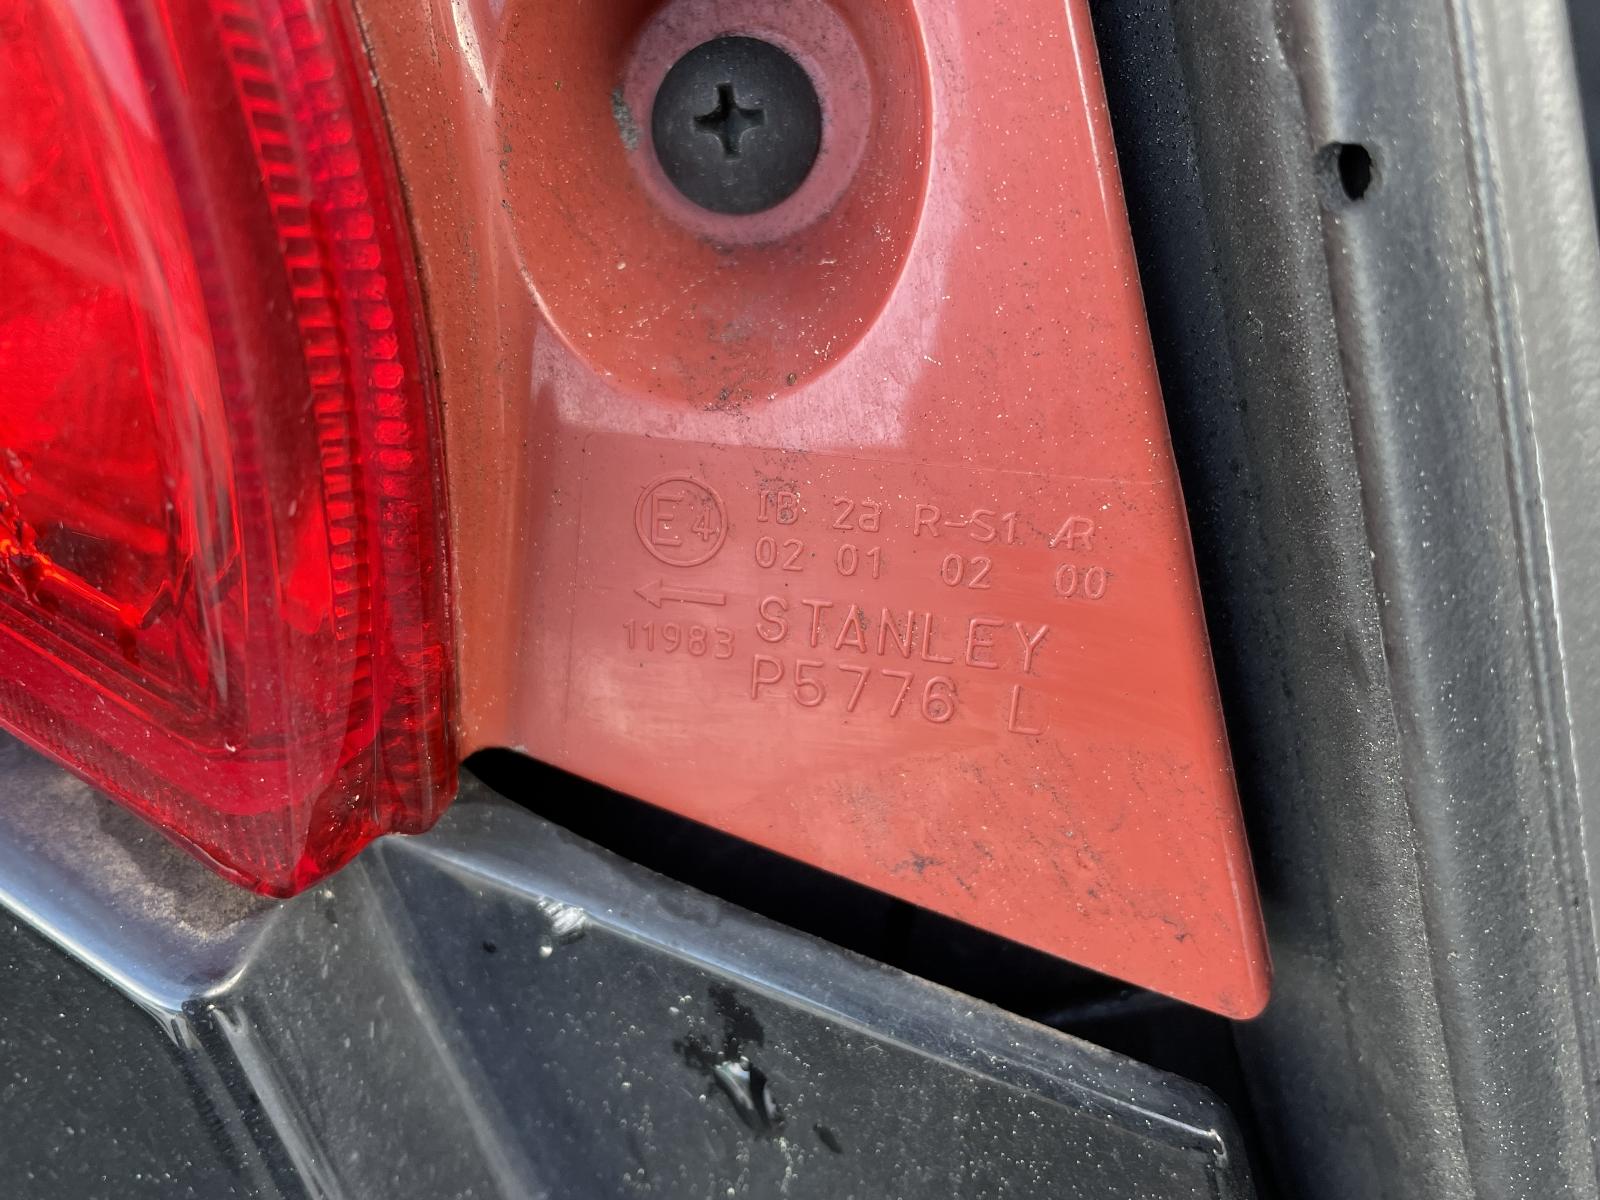 E4 IB 2a R-S1 AR
02 01 02 00
STANLEY
11983
P5776 L